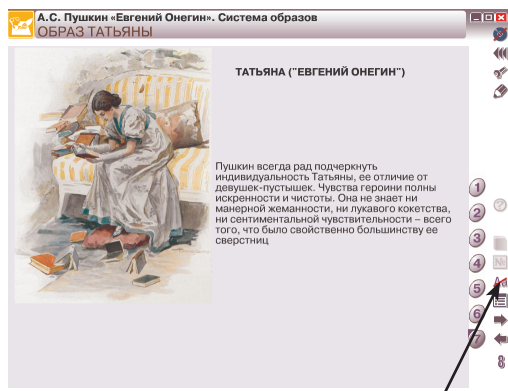 А.С. Пушкин «Евгений Онегин». Система образов
ОБРАЗ ТАТЬЯНЫ
ТАТЬЯНА ("ЕВГЕНИЙ ОНЕГИН")
Пушкин всегда рад подчеркнуть
индивидуальность Татьяны, ее отличие от
девушек-пустышек. Чувства героини полны
искренности и чистоты. Она не знает ни
манерной жеманности, ни лукавого кокетства,
ни сентиментальной чувствительности – всего
того, что было свойственно большинству ее
сверстниц
1
2
3
4
5
6
7
?
№
Аа